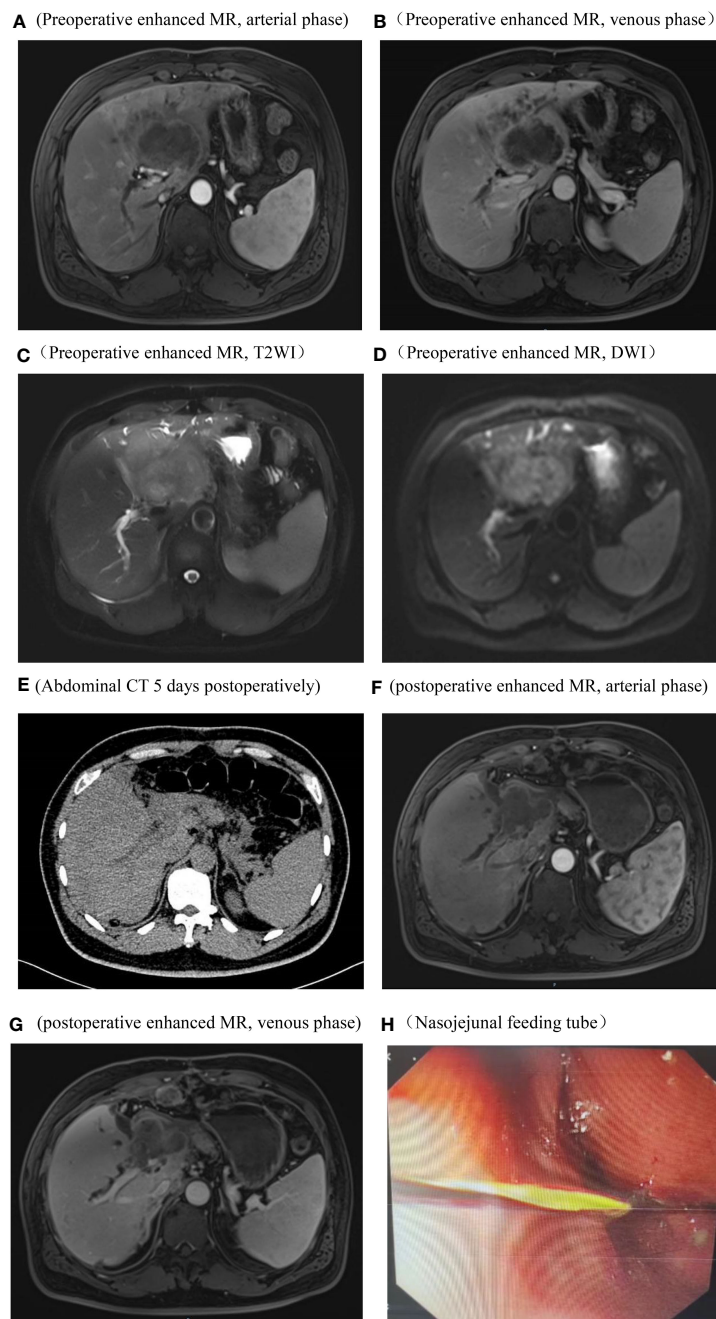 A (Preoperative enhanced MR, arterial phase)
B （Preoperative enhanced MR, venous phase）
C （Preoperative enhanced MR, T2WI）
D （Preoperative enhanced MR, DWI）
E (Abdominal CT 5 days postoperatively)
F (postoperative enhanced MR, arterial phase)
G (postoperative enhanced MR, venous phase)
H （Nasojejunal feeding tube）